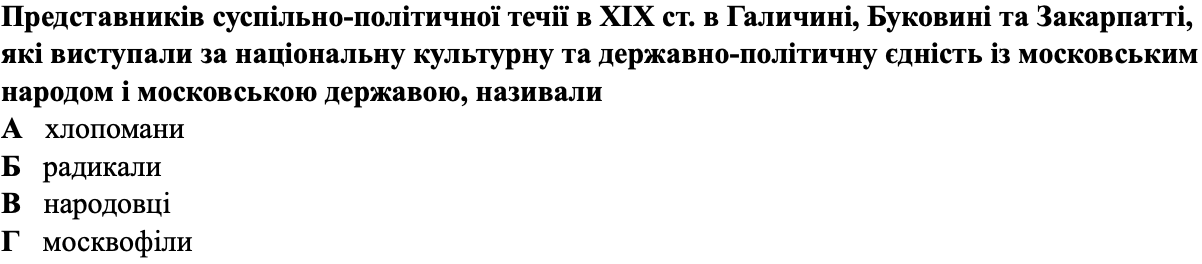 Представників суспільно-політичної течії в XIX ст. в Галичині, Буковині та Закарпатті,
які виступали за національну культурну та державно-політичну єдність із московським
народом і московською державою, називали
А хлопомани
Б радикали
В народовці
Г москвофіли